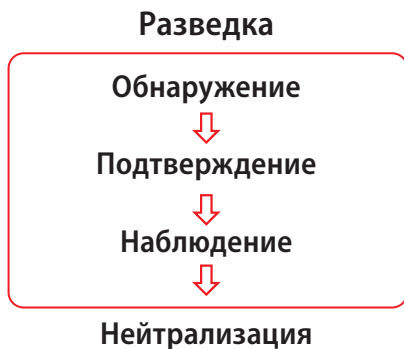 Разведка
Обнаружение
Подтверждение
Наблюдение
Нейтрализация